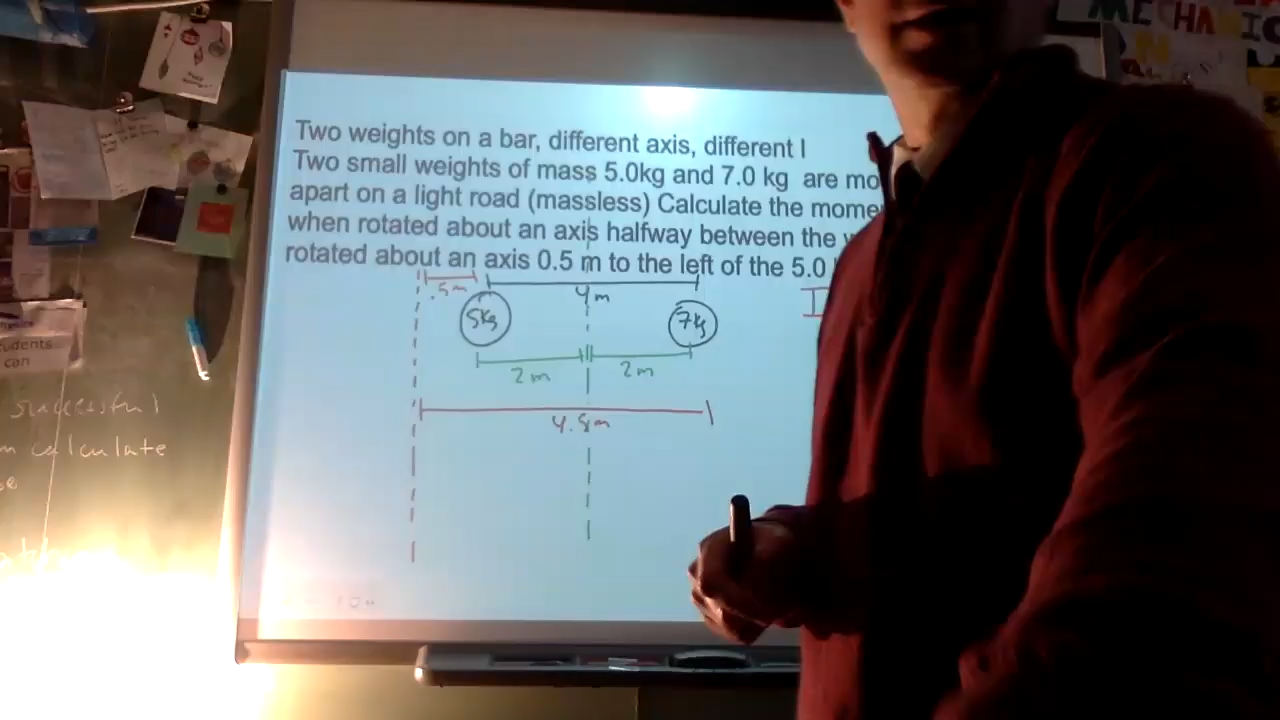 MECHANIC
Two weights on a bar, different axis, different I
Two small weights of mass 5.0kg and 7.0 kg are mo
apart on a light road (massless) Calculate the mome
when rotated about an axis halfway between the
rotated about an axis 0.5 m to the left of the 5.0
.5m
4m
5kg
7kg
2m
2m
4.5m
I
udents
can
successful
calculate